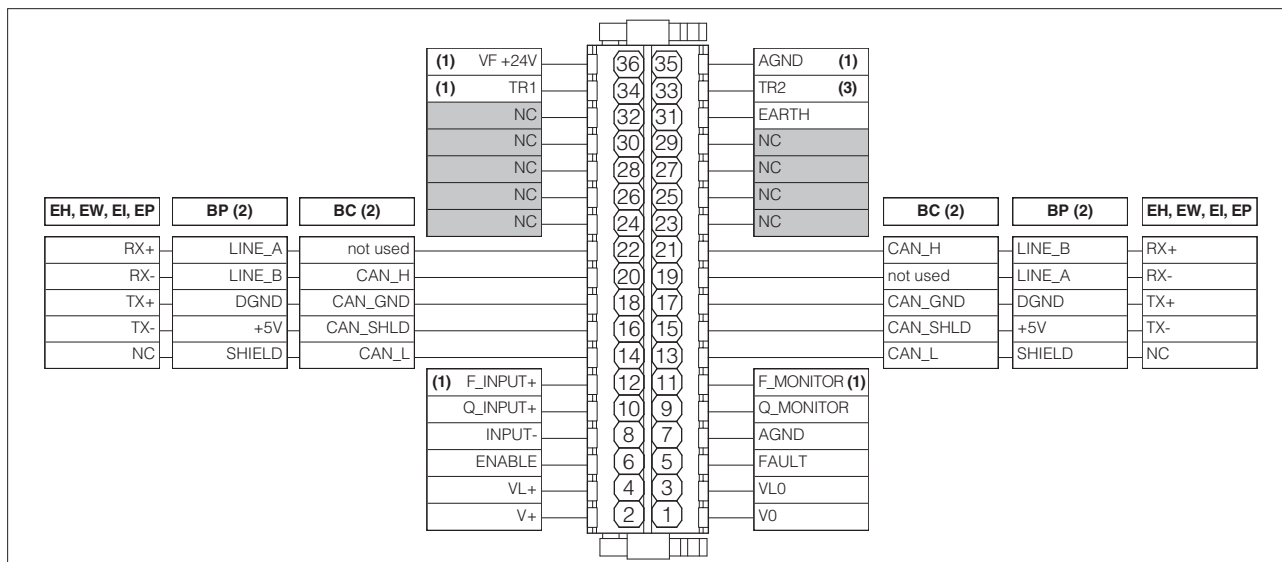 (1) VF +24V 36 35 AGND (1)
(1) TR1 34 33 TR2 (3)
NC 32 31 EARTH
NC 30 29 NC
NC 28 27 NC
NC 26 25 NC
NC 24 23 NC
EH, EW, EI, EP BP (2) BC (2) BC (2) BP (2) EH, EW, EI, EP
RX+ LINE_A not used 22 21 CAN_H LINE_B RX+
RX- LINE_B CAN_H 20 19 not used LINE_A RX-
TX+ DGND CAN_GND 18 17 CAN_GND DGND TX+
TX- +5V CAN_SHLD 16 15 CAN_SHLD +5V TX-
NC SHIELD CAN_L 14 13 CAN_L SHIELD NC
(1) F_INPUT+ 12 11 F_MONITOR (1)
Q_INPUT+ 10 9 Q_MONITOR
INPUT- 8 7 AGND
ENABLE 6 5 FAULT
VL+ 4 3 VL0
V+ 2 1 V0